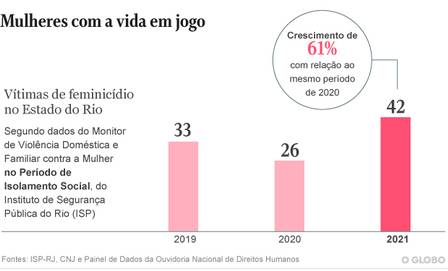 Mulheres com a vida em jogo
Crescimento de
61%
com relação ao
mesmo período
de 2020
Vítimas de feminicídio
no Estado do Rio
Segundo dados do Monitor
de Violência Doméstica e
Familiar contra a Mulher
no Período de
Isolamento Social, do
Instituto de Segurança
Pública do Rio (ISP)
33
26
42
2019
2020
2021
Fontes: ISP-RJ, CNJ e Painel de Dados da Ouvidoria Nacional de Direitos Humanos
O GLOBO